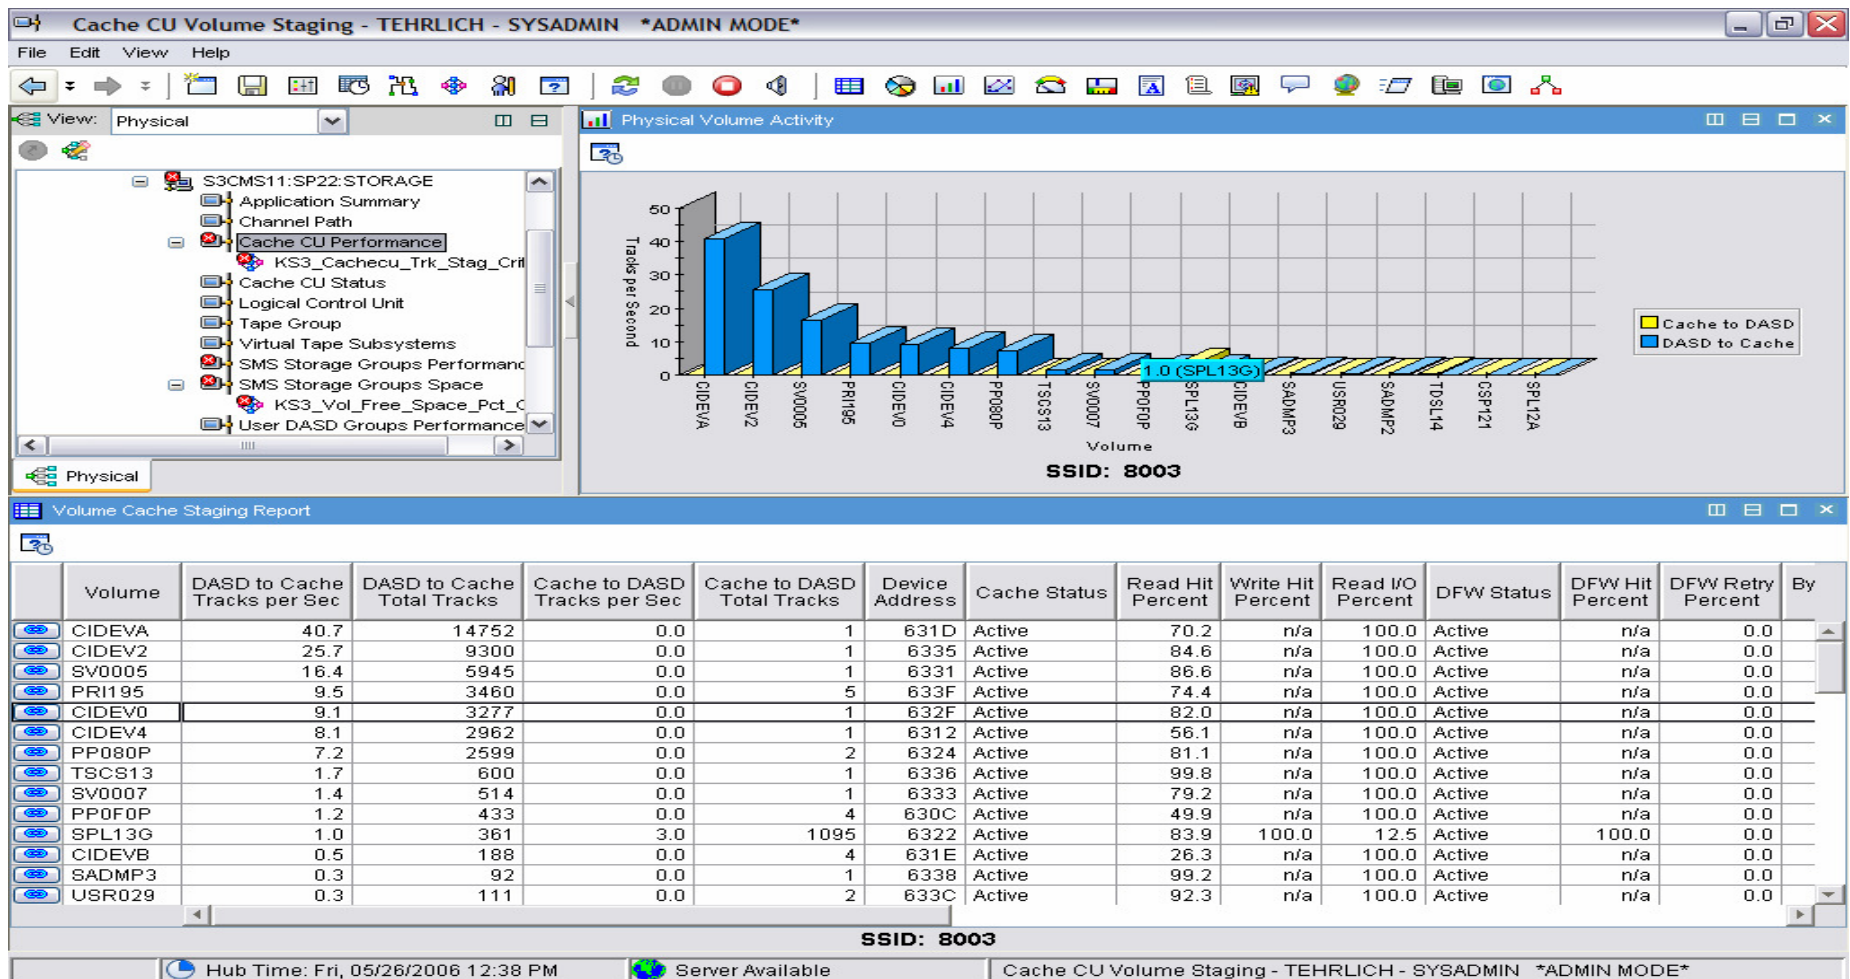 Cache CU Volume Staging - TEHRLICH - SYSADMIN *ADMIN MODE*
File Edit View Help
View: Physical
S3CMS11:SP22:STORAGE
Application Summary
Channel Path
Cache CU Performance
KS3_Cachecu_Trk_Stag_Crit
Cache CU Status
Logical Control Unit
Tape Group
Virtual Tape Subsystems
SMS Storage Groups Performanc
SMS Storage Groups Space
KS3_Vol_Free_Space_Pct_C
User DASD Groups Performance
Physical
Physical Volume Activity
Tracks per Second
50
40
30
20
10
0
1.0 (SPL13G)
CIDEVA CIDEV2 SV0005 PRI195 CIDEV0 CIDEV4 PP080P TSCS13 SV0007 PP0F0P SPL13G CIDEVB SADMP3 USR029 SADMP2 TDSL14 CSP121 SPL12A
Volume
SSID: 8003
Cache to DASD
DASD to Cache
Volume Cache Staging Report
Volume DASD to Cache Tracks per Sec DASD to Cache Total Tracks Cache to DASD Tracks per Sec Cache to DASD Total Tracks Device Address Cache Status Read Hit Percent Write Hit Percent Read I/O Percent DFW Status DFW Hit Percent DFW Retry Percent By
CIDEVA 40.7 14752 0.0 1 631D Active 70.2 n/a 100.0 Active n/a 0.0
CIDEV2 25.7 9300 0.0 1 6335 Active 84.6 n/a 100.0 Active n/a 0.0
SV0005 16.4 5945 0.0 1 6331 Active 86.6 n/a 100.0 Active n/a 0.0
PRI195 9.5 3460 0.0 5 633F Active 74.4 n/a 100.0 Active n/a 0.0
CIDEV0 9.1 3277 0.0 1 632F Active 82.0 n/a 100.0 Active n/a 0.0
CIDEV4 8.1 2962 0.0 1 6312 Active 56.1 n/a 100.0 Active n/a 0.0
PP080P 7.2 2599 0.0 2 6324 Active 81.1 n/a 100.0 Active n/a 0.0
TSCS13 1.7 600 0.0 1 6336 Active 99.8 n/a 100.0 Active n/a 0.0
SV0007 1.4 514 0.0 1 6333 Active 79.2 n/a 100.0 Active n/a 0.0
PP0F0P 1.2 433 0.0 4 630C Active 49.9 n/a 100.0 Active n/a 0.0
SPL13G 1.0 361 3.0 1095 6322 Active 83.9 100.0 12.5 Active 100.0 0.0
CIDEVB 0.5 188 0.0 4 631E Active 26.3 n/a 100.0 Active n/a 0.0
SADMP3 0.3 92 0.0 1 6338 Active 99.2 n/a 100.0 Active n/a 0.0
USR029 0.3 111 0.0 2 633C Active 92.3 n/a 100.0 Active n/a 0.0
SSID: 8003
Hub Time: Fri, 05/26/2006 12:38 PM
Server Available
Cache CU Volume Staging - TEHRLICH - SYSADMIN *ADMIN MODE*